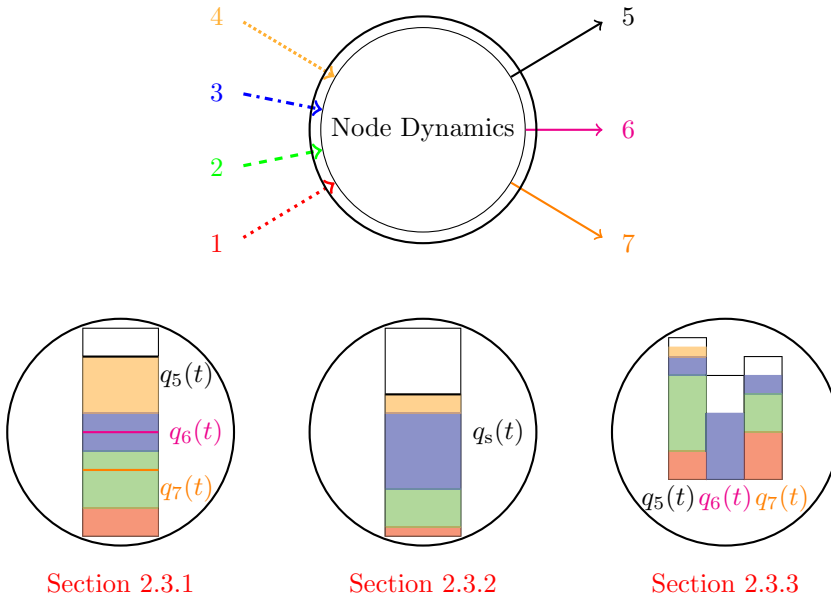 4
5
3
Node Dynamics
6
2
1
7
q₅(t)
q₆(t)
q₇(t)
qₛ(t)
q₅(t) q₆(t) q₇(t)
Section 2.3.1
Section 2.3.2
Section 2.3.3